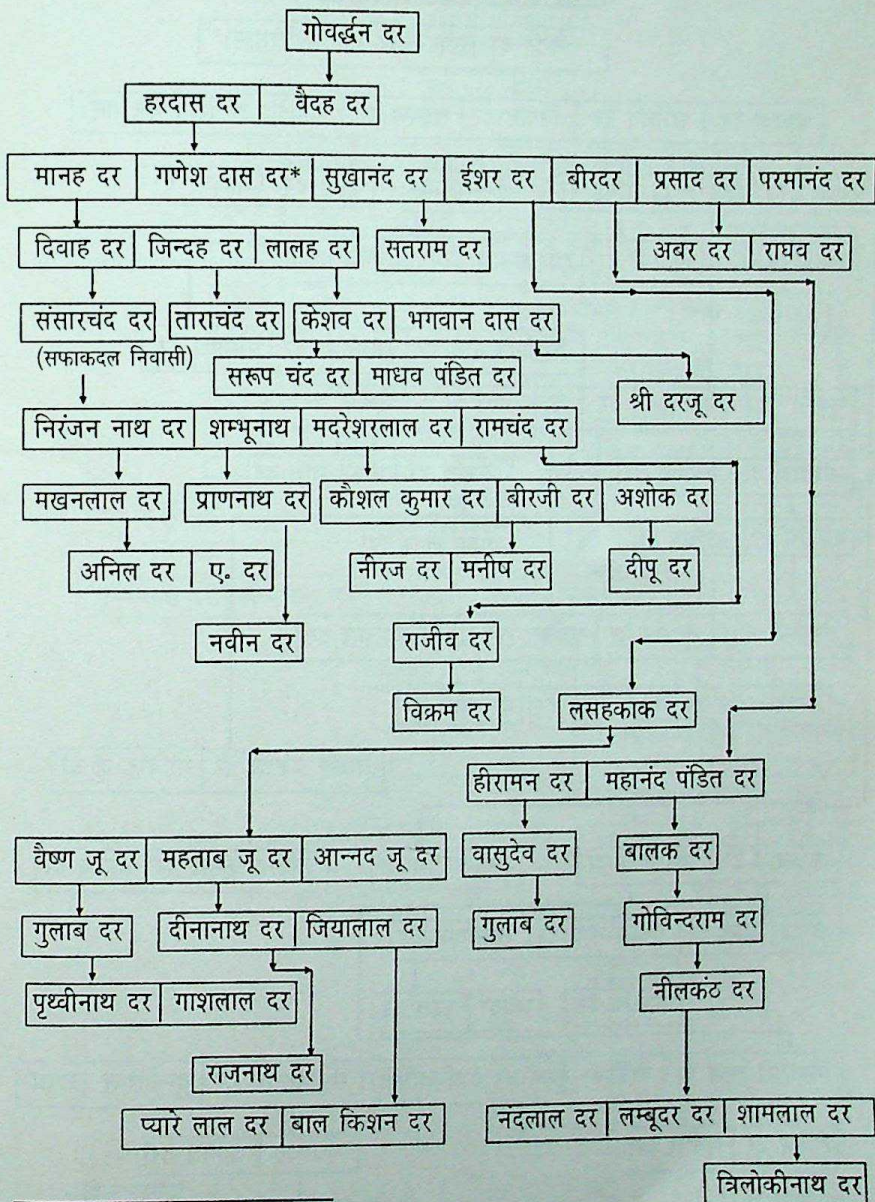 गोवर्द्धन दर
हरदास दर वैदह दर
मानह दर गणेश दास दर* सुखानंद दर ईशर दर बीरदर प्रसाद दर परमानंद दर
दिवाह दर जिन्दह दर लालह दर सतराम दर अबर दर राघव दर
संसारचंद दर ताराचंद दर केशव दर भगवान दास दर
(सफाकदल निवासी)
सरूप चंद दर माधव पंडित दर
श्री दरजू दर
निरंजन नाथ दर शम्भूनाथ मदरेशरलाल दर रामचंद दर
मखनलाल दर प्राणनाथ दर कौशल कुमार दर बीरजी दर अशोक दर
अनिल दर ए. दर नीरज दर मनीष दर दीपू दर
नवीन दर राजीव दर
विक्रम दर लसहकाक दर
हीरामन दर महानंद पंडित दर
वैष्ण जू दर महताब जू दर आन्नद जू दर वासुदेव दर बालक दर
गुलाब दर दीनानाथ दर जियालाल दर गुलाब दर गोविन्दराम दर
पृथ्वीनाथ दर गाशलाल दर नीलकंठ दर
राजनाथ दर
प्यारे लाल दर बाल किशन दर नंदलाल दर लम्बूदर दर शामलाल दर
त्रिलोकीनाथ दर